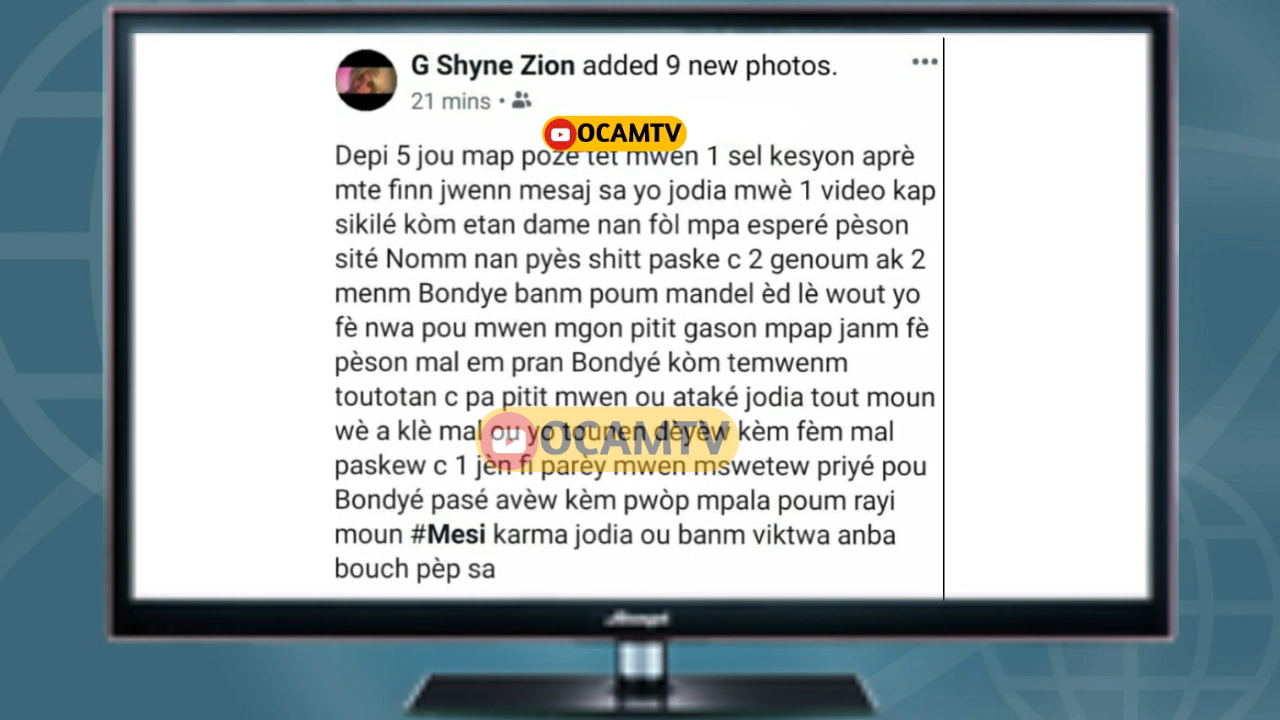 G Shyne Zion added 9 new photos.
21 mins
OCAMTV
Depi 5 jou map pozé tèt mwen 1 sel kesyon aprè
mte finn jwenn mesaj sa yo jodia mwè 1 video kap
sikilé kòm etan dame nan fòl mpa esperé pèson
sité Nomm nan pyès shitt paske c 2 genoum ak 2
menm Bondye banm poum mandel èd lè wout yo
fè nwa pou mwen mgon pitit gason mpap janm fè
pèson mal em pran Bondyé kòm temwenm
toutotan c pa pitit mwen ou ataké jodia tout moun
wè a klè mal ou yo tounen dèyèw kèm fèm mal
OCAMTV
paskew c 1 jèn fi parèy mwen mswetew priyé pou
Bondyé pasé avèw kèm pwòp mpala poum rayi
moun #Mesi karma jodia ou banm viktwa anba
bouch pèp sa